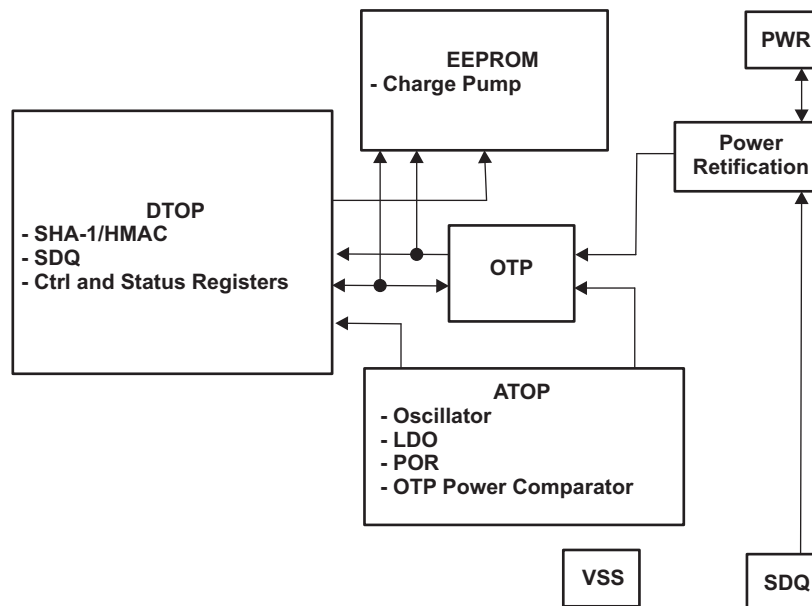 EEPROM
- Charge Pump
PWR
Power
Retification
DTOP
- SHA-1/HMAC
- SDQ
- Ctrl and Status Registers
OTP
ATOP
- Oscillator
- LDO
- POR
- OTP Power Comparator
VSS
SDQ